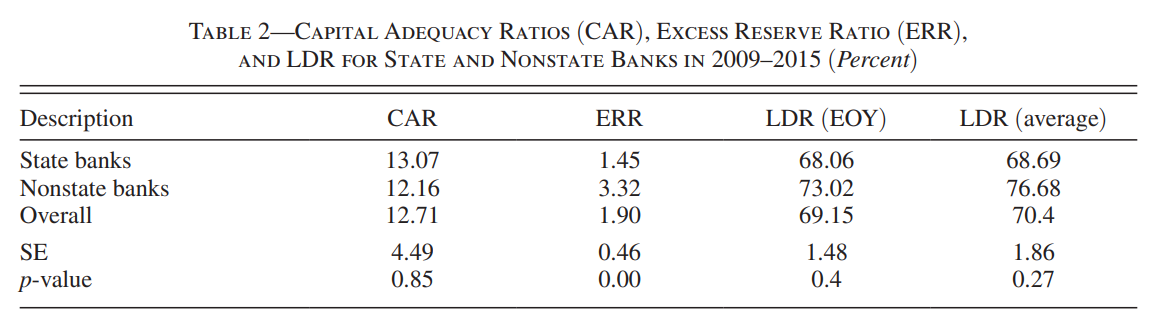 TABLE 2—CAPITAL ADEQUACY RATIOS (CAR), EXCESS RESERVE RATIO (ERR),
AND LDR FOR STATE AND NONSTATE BANKS IN 2009–2015 (Percent)
Description CAR ERR LDR (EOY) LDR (average)
State banks 13.07 1.45 68.06 68.69
Nonstate banks 12.16 3.32 73.02 76.68
Overall 12.71 1.90 69.15 70.4
SE 4.49 0.46 1.48 1.86
p-value 0.85 0.00 0.4 0.27